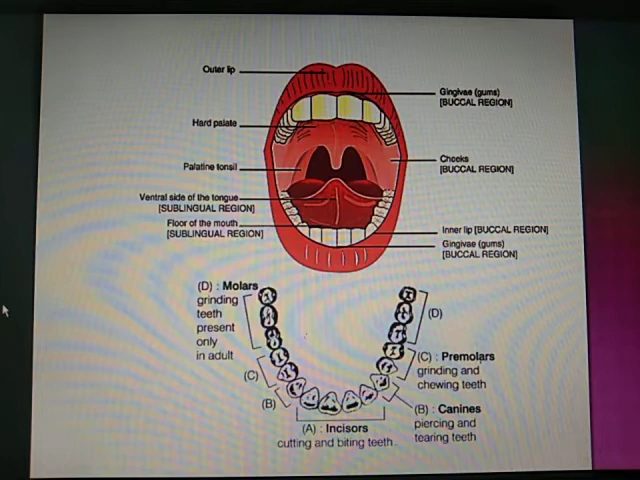 Outer lip
Gingivae (gums)
[BUCCAL REGION]
Hard palate
Cheeks
[BUCCAL REGION]
Palatine tonsil
Ventral side of the tongue
[SUBLINGUAL REGION]
Floor of the mouth
[SUBLINGUAL REGION]
Inner lip [BUCCAL REGION]
Gingivae (gums)
[BUCCAL REGION]
(D) : Molars
grinding
teeth
present
only
in adult
(D)
(C)
(C) : Premolars
grinding and
chewing teeth
(B)
(B) : Canines
piercing and
tearing teeth
(A) : Incisors
cutting and biting teeth.